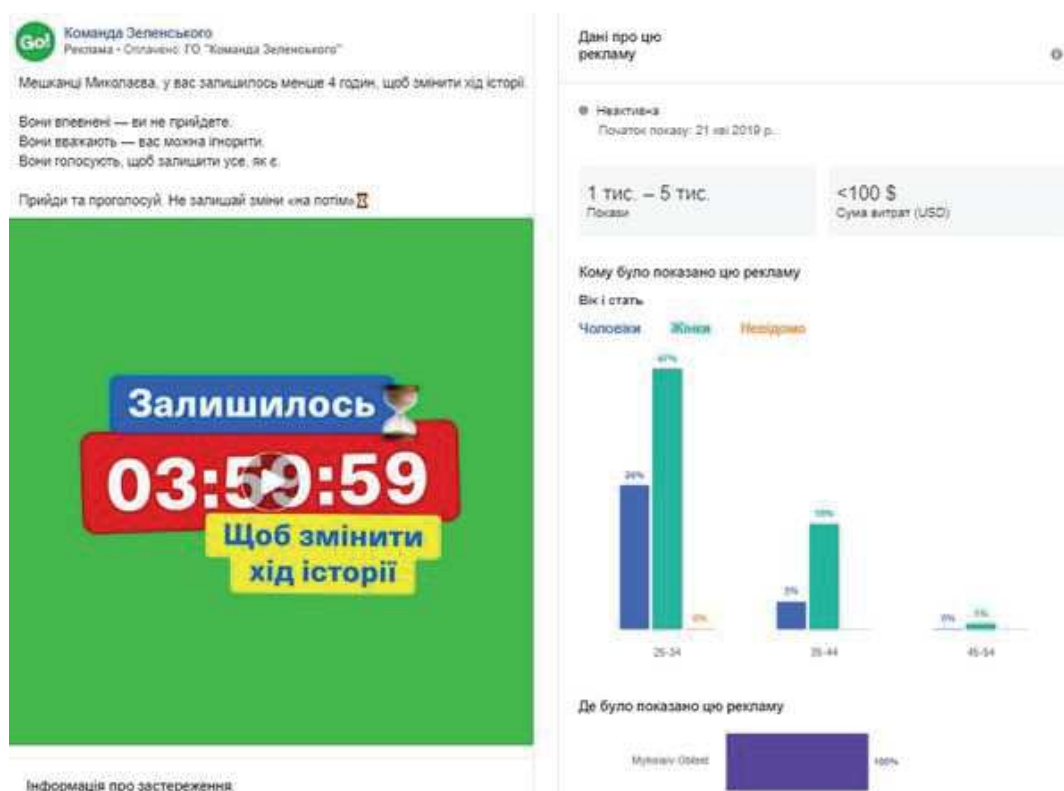 Go!
Команда Зеленського
Реклама • Оплачено: ГО "Команда Зеленського"
Мешканці Миколаєва, у вас залишилось менше 4 годин, щоб змінити хід історії.
Вони впевнені — ви не прийдете.
Вони вважають — вас можна ігнорити.
Вони голосують, щоб залишити усе, як є.
Прийди та проголосуй. Не залишай зміни «на потім»⏳
Залишилось
03:59:59
Щоб змінити
хід історії
Інформація про застереження
Дані про цю
рекламу
Неактивна
Початок показу: 21 кві 2019 р.
1 тис. – 5 тис.
Покази
<100 $
Сума витрат (USD)
Кому було показано цю рекламу
Вік і стать
Чоловіки Жінки Невідомо
47%
26%
0%
5%
0%
25-34
35-44
45-54
Де було показано цю рекламу
Mykolaiv Oblast
100%